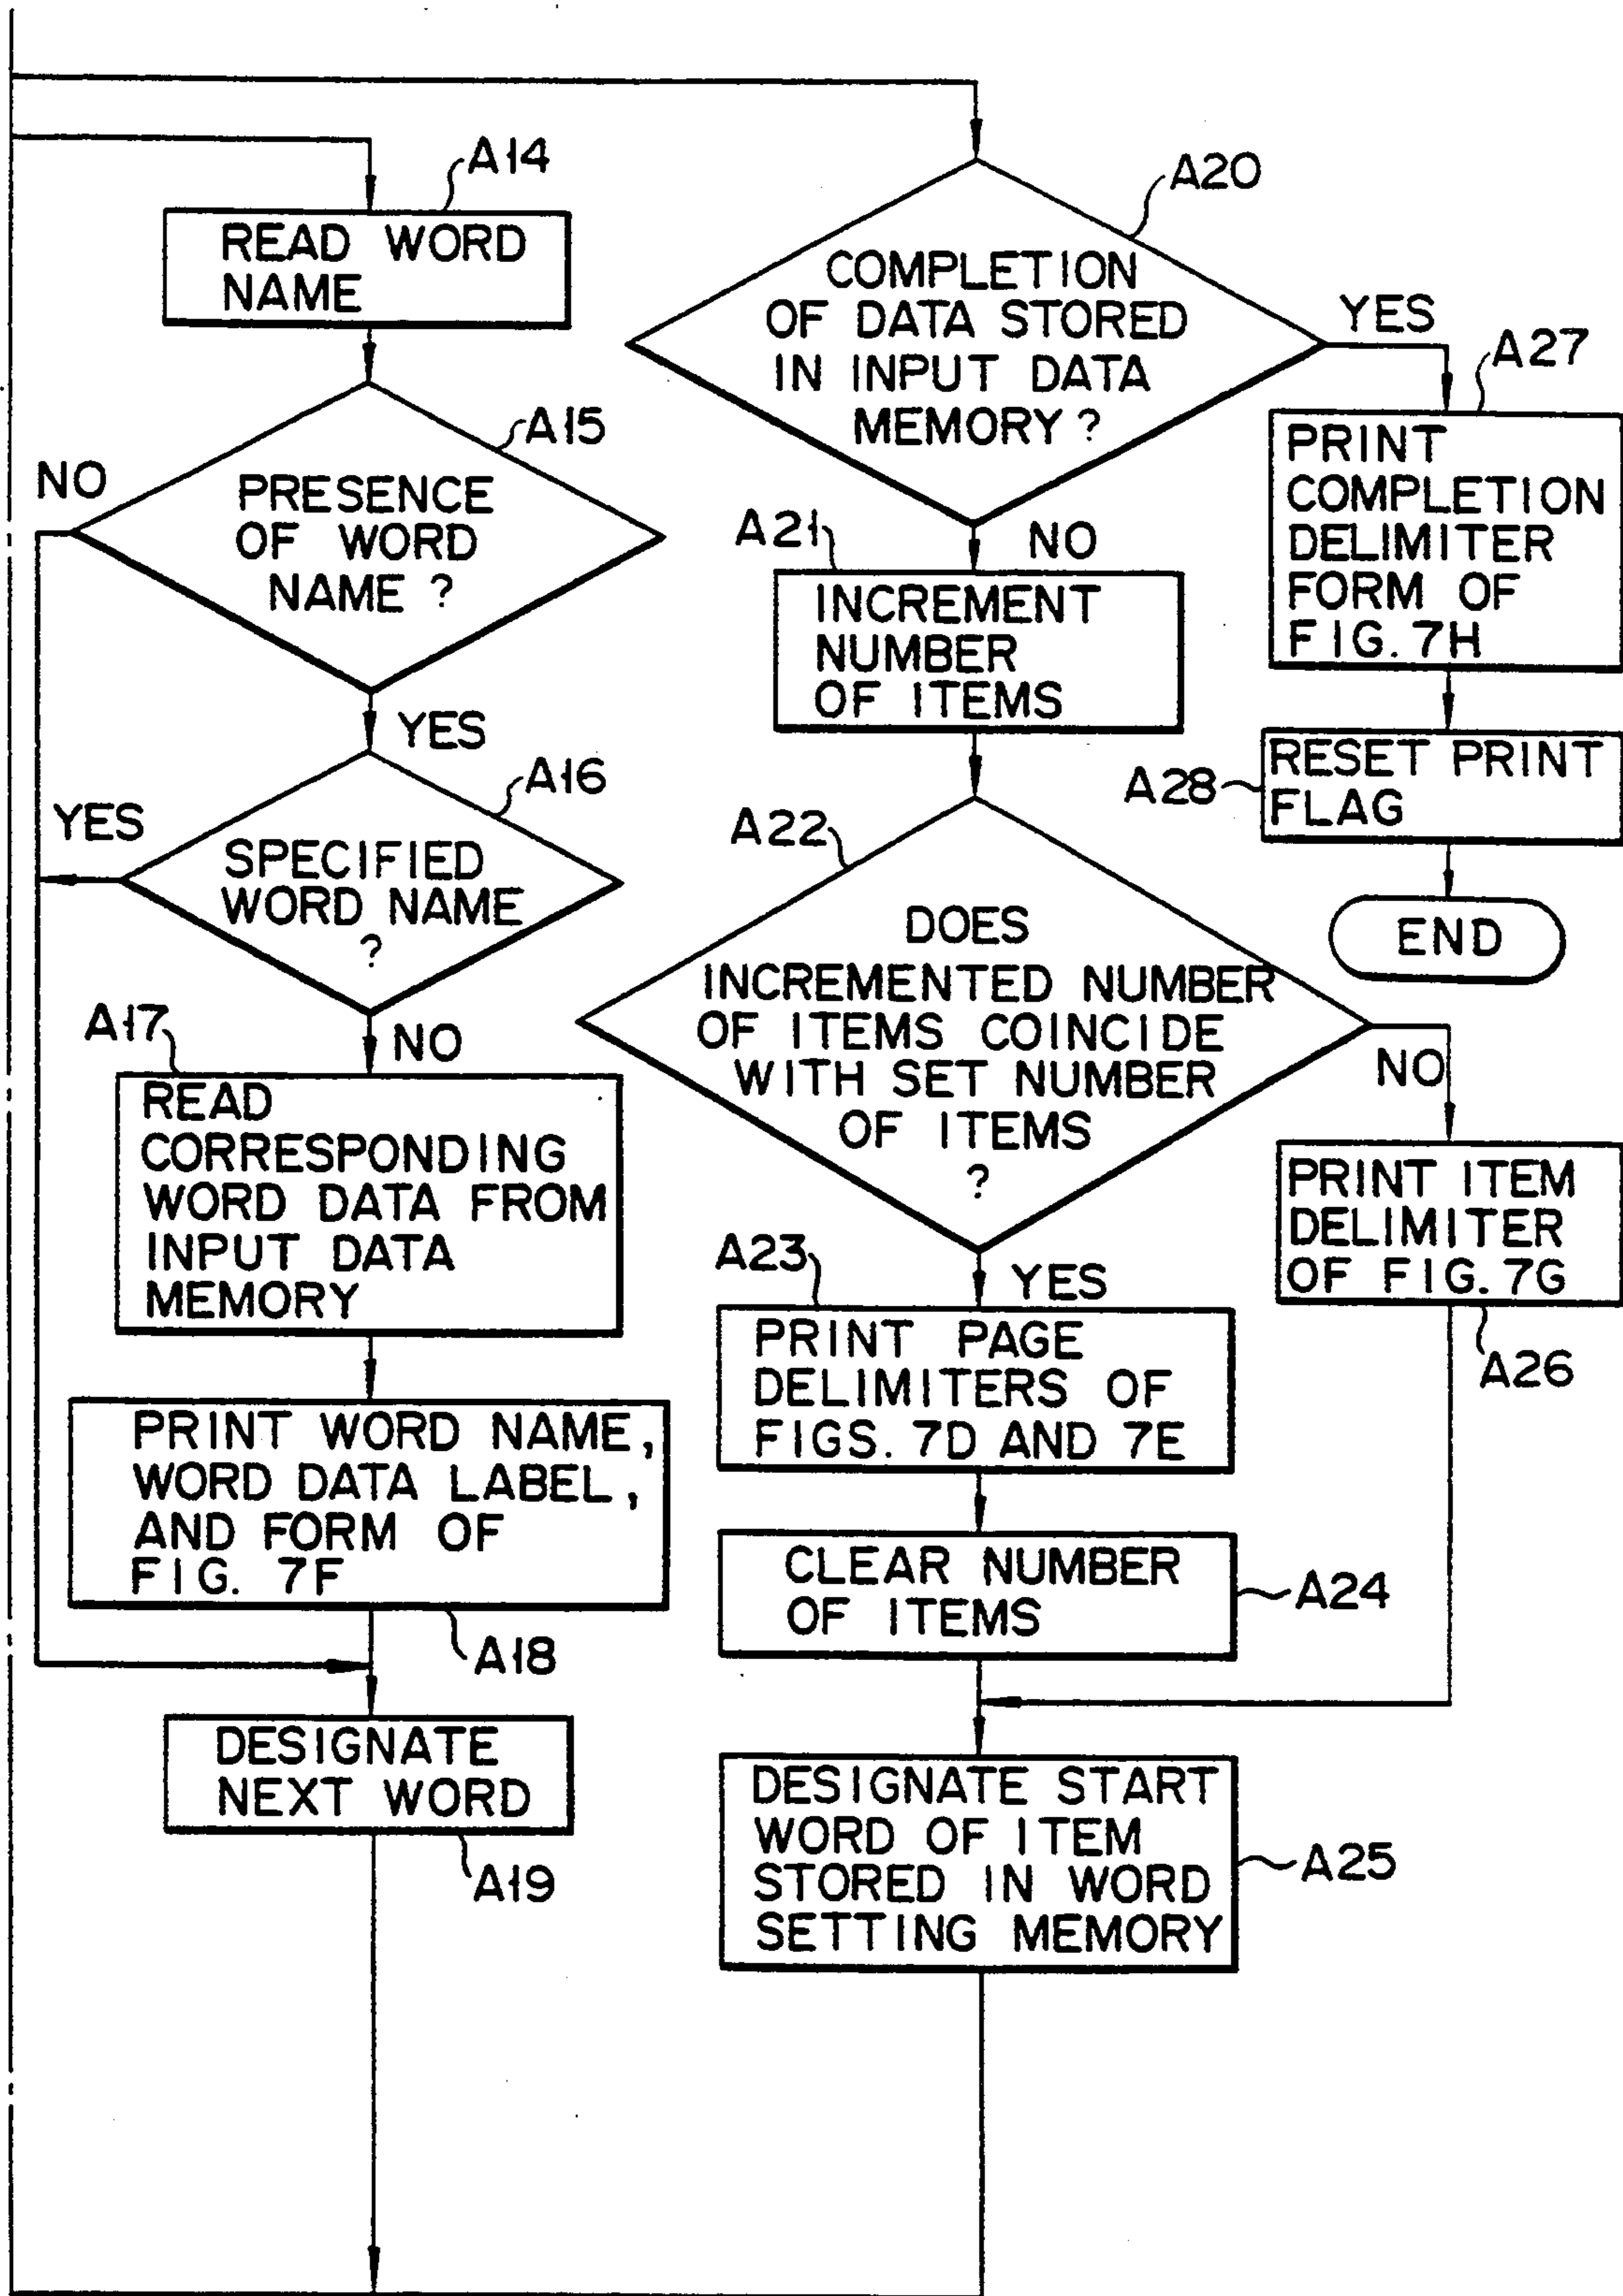 A14
READ WORD
NAME
A15
NO
PRESENCE
OF WORD
NAME ?
YES
A16
YES
SPECIFIED
WORD NAME
?
NO
A17
READ
CORRESPONDING
WORD DATA FROM
INPUT DATA
MEMORY
PRINT WORD NAME,
WORD DATA LABEL,
AND FORM OF
FIG. 7F
A18
DESIGNATE
NEXT WORD
A19
A20
COMPLETION
OF DATA STORED
IN INPUT DATA
MEMORY ?
YES
NO
A21
INCREMENT
NUMBER
OF ITEMS
A22
DOES
INCREMENTED NUMBER
OF ITEMS COINCIDE
WITH SET NUMBER
OF ITEMS
?
NO
YES
A23
PRINT PAGE
DELIMITERS OF
FIGS. 7D AND 7E
CLEAR NUMBER
OF ITEMS
A24
DESIGNATE START
WORD OF ITEM
STORED IN WORD
SETTING MEMORY
A25
A27
PRINT
COMPLETION
DELIMITER
FORM OF
FIG. 7H
A28
RESET PRINT
FLAG
END
PRINT ITEM
DELIMITER
OF FIG. 7G
A26